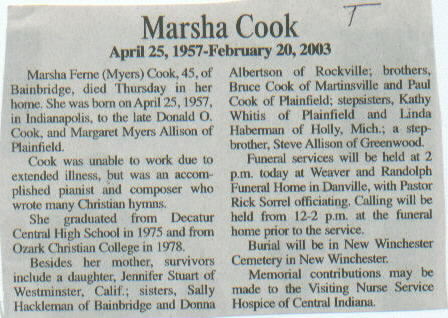 Marsha Cook
T
April 25, 1957-February 20, 2003
Marsha Ferne (Myers) Cook, 45, of
Bainbridge, died Thursday in her
home. She was born on April 25, 1957,
in Indianapolis, to the late Donald O.
Cook, and Margaret Myers Allison of
Plainfield.
Cook was unable to work due to
extended illness, but was an accom-
plished pianist and composer who
wrote many Christian hymns.
She graduated from Decatur
Central High School in 1975 and from
Ozark Christian College in 1978.
Besides her mother, survivors
include a daughter, Jennifer Stuart of
Westminster, Calif.; sisters, Sally
Hackleman of Bainbridge and Donna
Albertson of Rockville; brothers,
Bruce Cook of Martinsville and Paul
Cook of Plainfield; stepsisters, Kathy
Whitis of Plainfield and Linda
Haberman of Holly, Mich.; a step-
brother, Steve Allison of Greenwood.
Funeral services will be held at 2
p.m. today at Weaver and Randolph
Funeral Home in Danville, with Pastor
Rick Sorrel officiating. Calling will be
held from 12-2 p.m. at the funeral
home prior to the service.
Burial will be in New Winchester
Cemetery in New Winchester.
Memorial contributions may be
made to the Visiting Nurse Service
Hospice of Central Indiana.